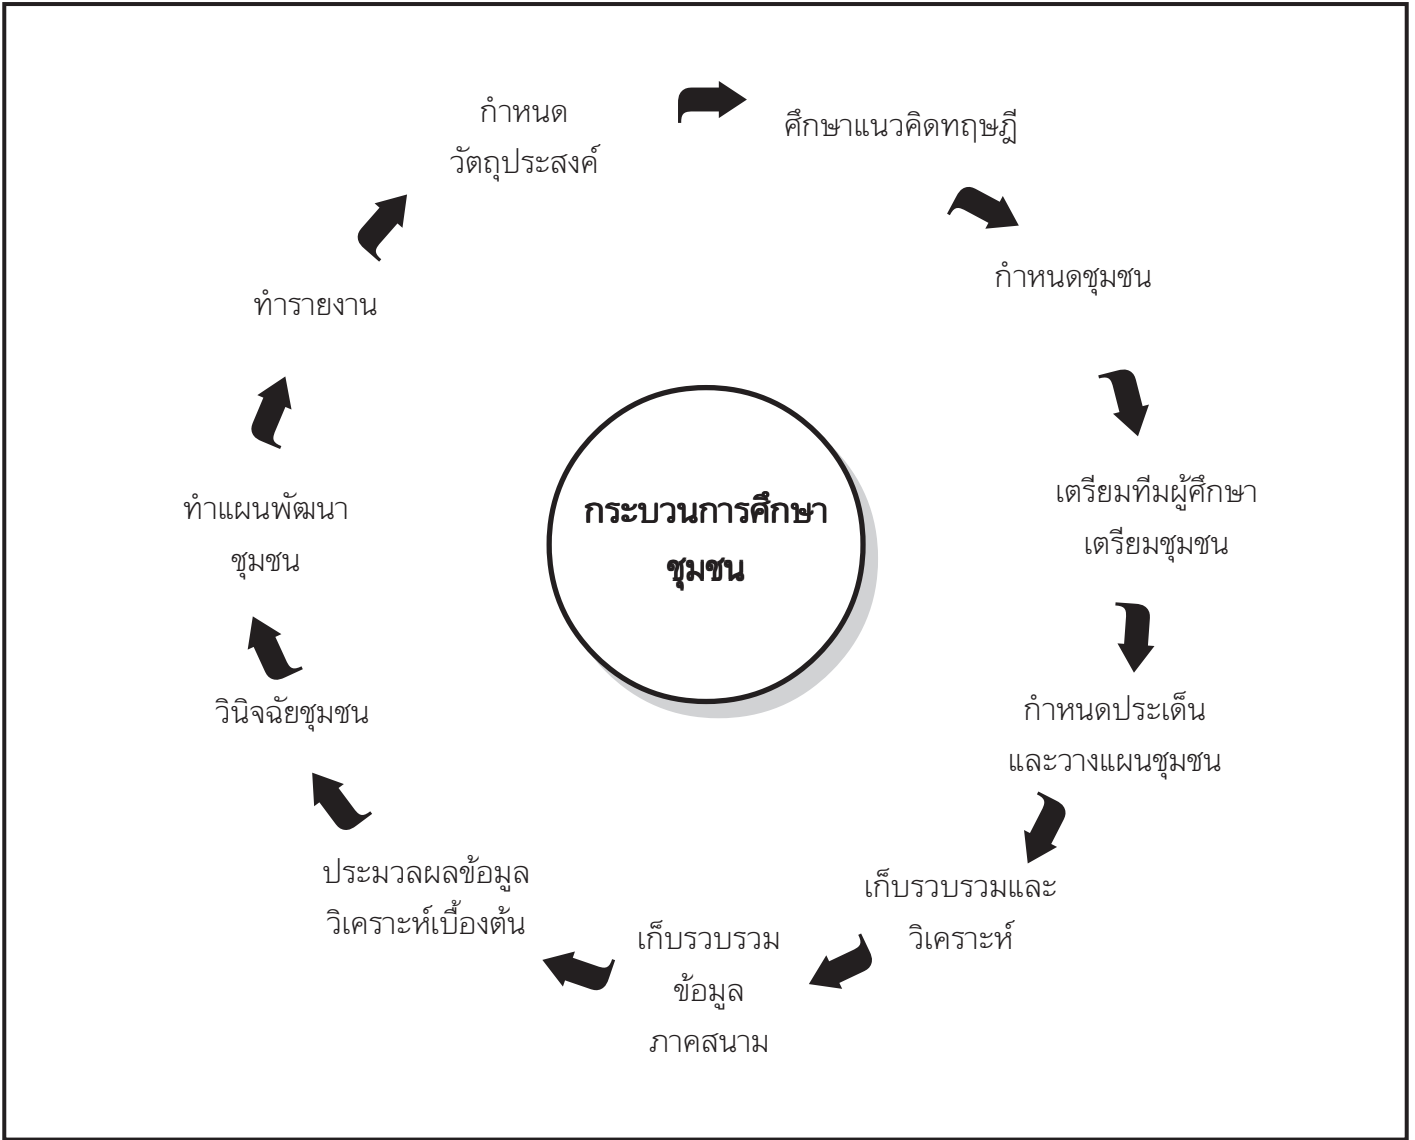 กำหนด
วัตถุประสงค์
ศึกษาแนวคิดทฤษฎี
กำหนดชุมชน
เตรียมทีมผู้ศึกษา
เตรียมชุมชน
กำหนดประเด็น
และวางแผนชุมชน
เก็บรวบรวมและ
วิเคราะห์
เก็บรวบรวม
ข้อมูล
ภาคสนาม
ประมวลผลข้อมูล
วิเคราะห์เบื้องต้น
วินิจฉัยชุมชน
ทำแผนพัฒนา
ชุมชน
ทำรายงาน
กระบวนการศึกษา
ชุมชน